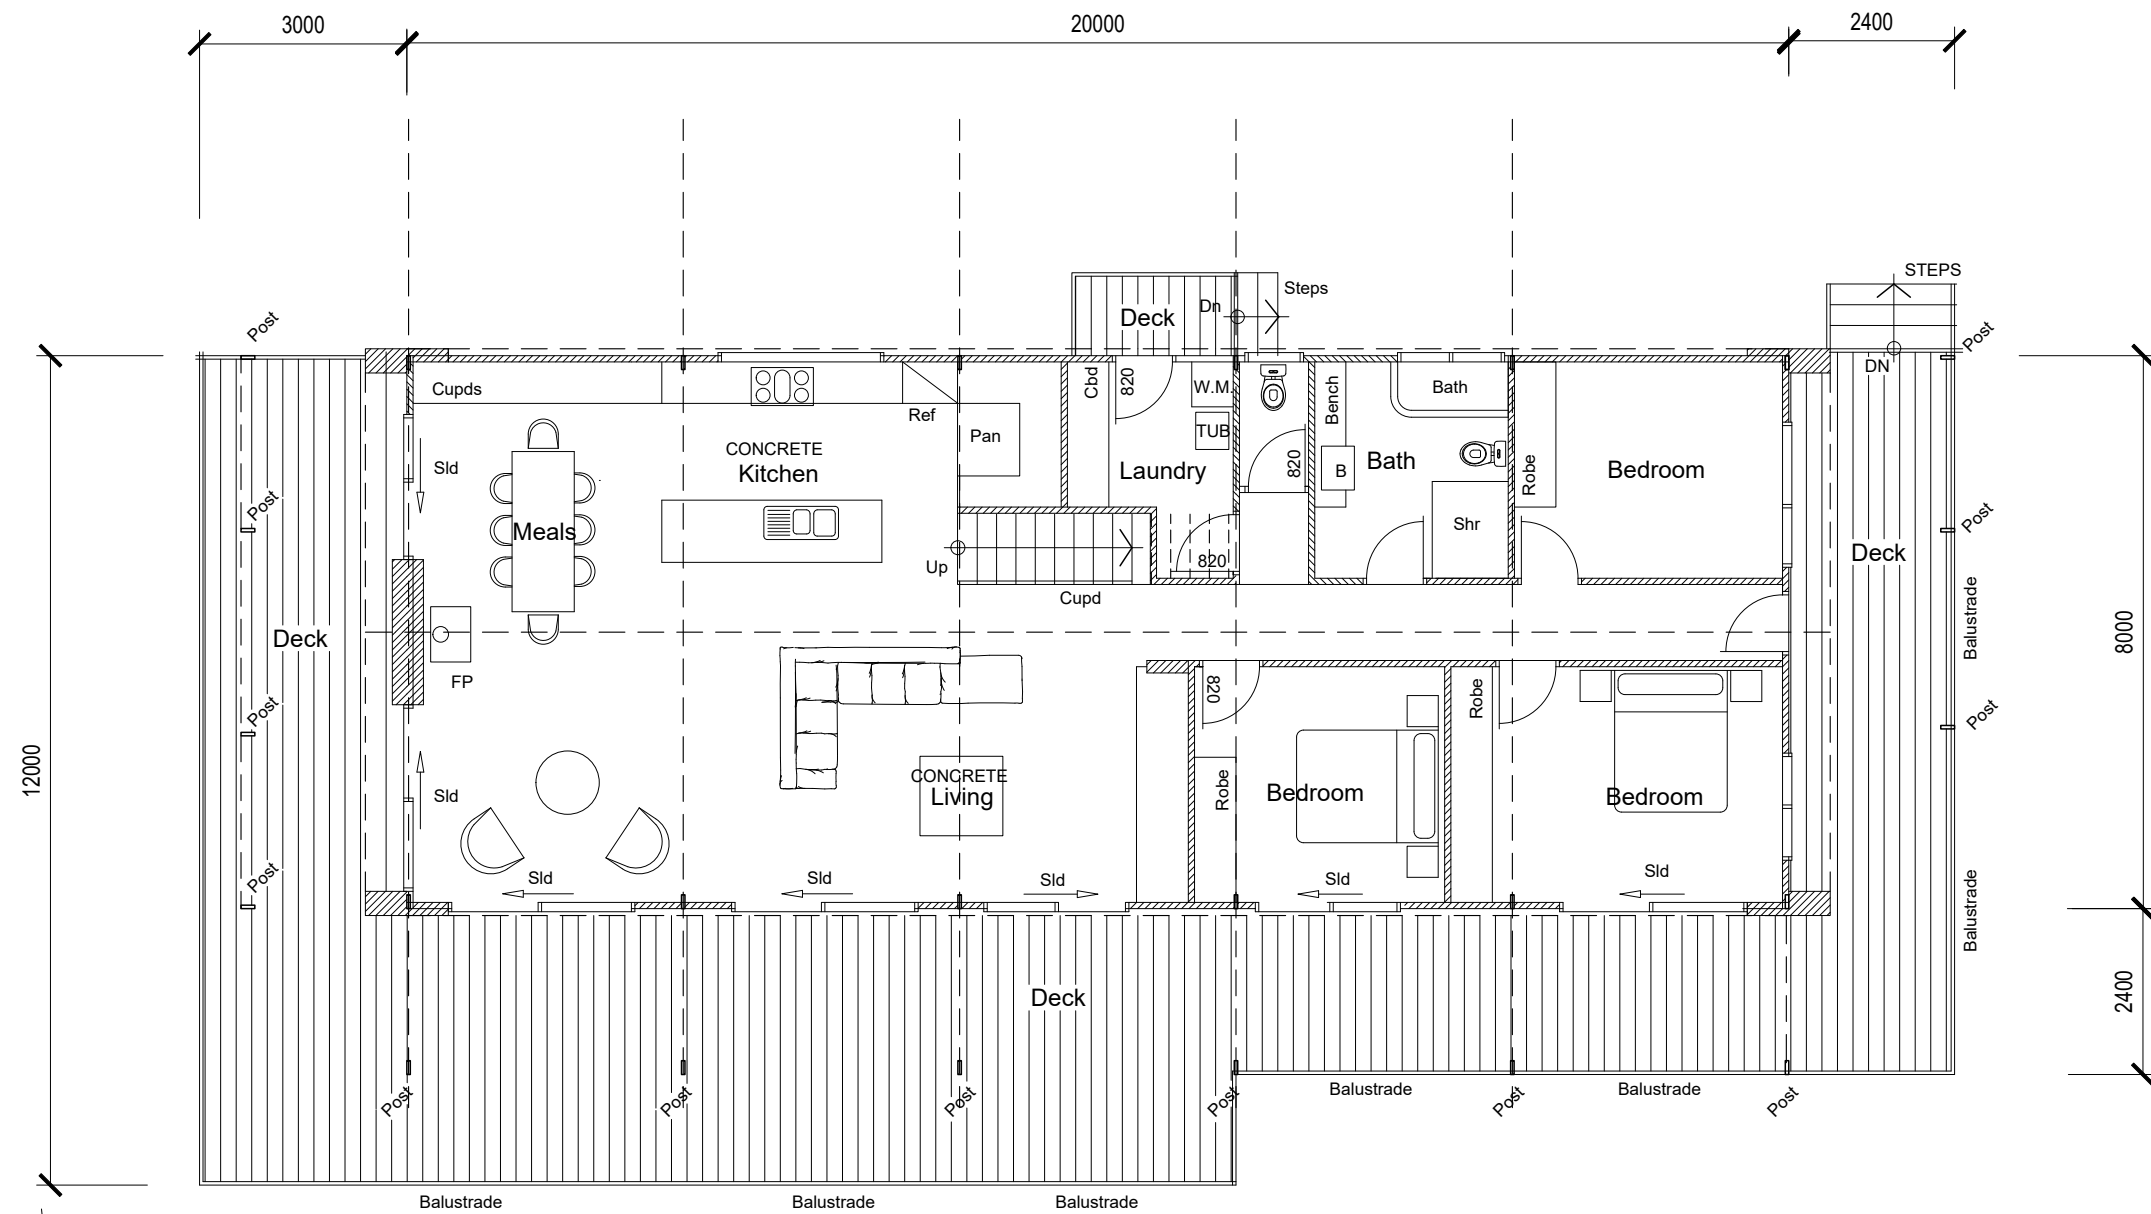 3000
20000
2400
STEPS
Steps
Dn
Deck
Post
Post
DN
Cupds
Ref
Cbd
820
W.M.
Bench
Bath
Pan
TUB
CONCRETE
Kitchen
Sld
Laundry
820
B
Bath
Robe
Bedroom
Post
Meals
Shr
Post
Deck
Up
820
Cupd
Balustrade
8000
Deck
FP
820
Robe
Post
Post
12000
CONCRETE
Living
Sld
Robe
Bedroom
Bedroom
Post
Sld
Sld
Sld
Sld
Sld
Balustrade
Deck
2400
Post
Post
Post
Post
Post
Post
Balustrade
Balustrade
Balustrade
Balustrade
Balustrade